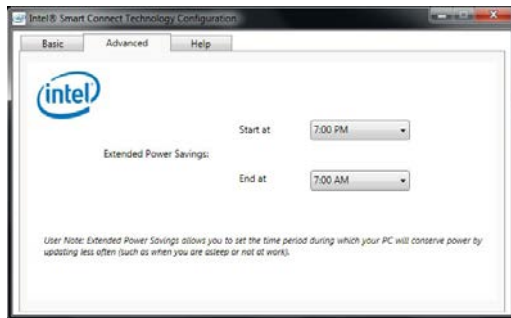 Intel® Smart Connect Technology Configuration
Basic Advanced Help
intel
Start at 7:00 PM
Extended Power Savings:
End at 7:00 AM
User Note: Extended Power Savings allows you to set the time period during which your PC will conserve power by
updating less often (such as when you are asleep or not at work).